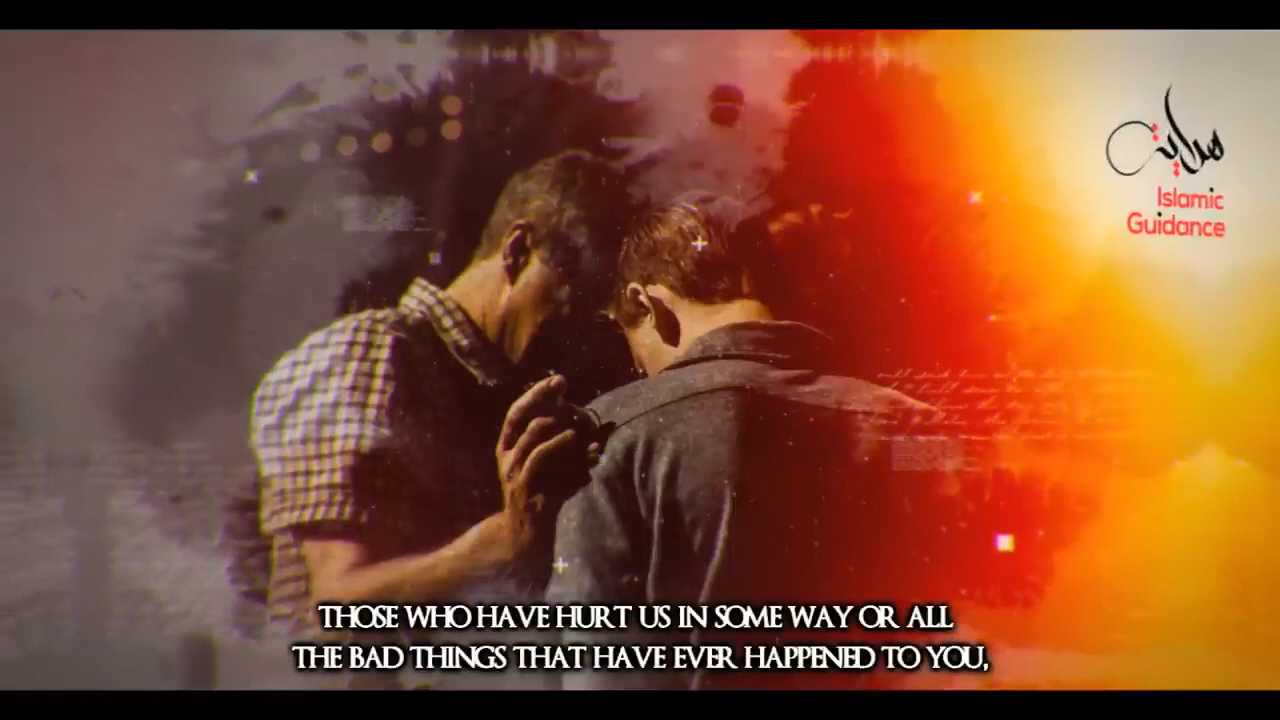 هداية
Islamic
Guidance
THOSE WHO HAVE HURT US IN SOME WAY OR ALL
THE BAD THINGS THAT HAVE EVER HAPPENED TO YOU,